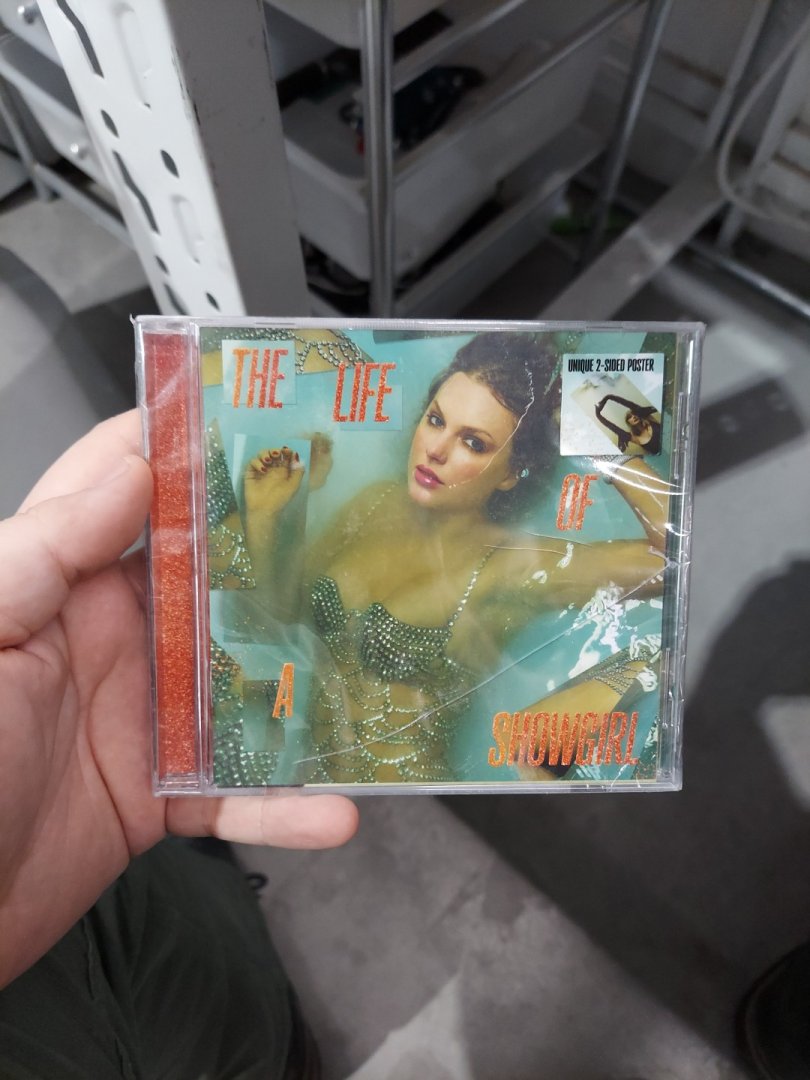 THE
LIFE
UNIQUE 2-SIDED POSTER
OF
A
SHOWGIRL